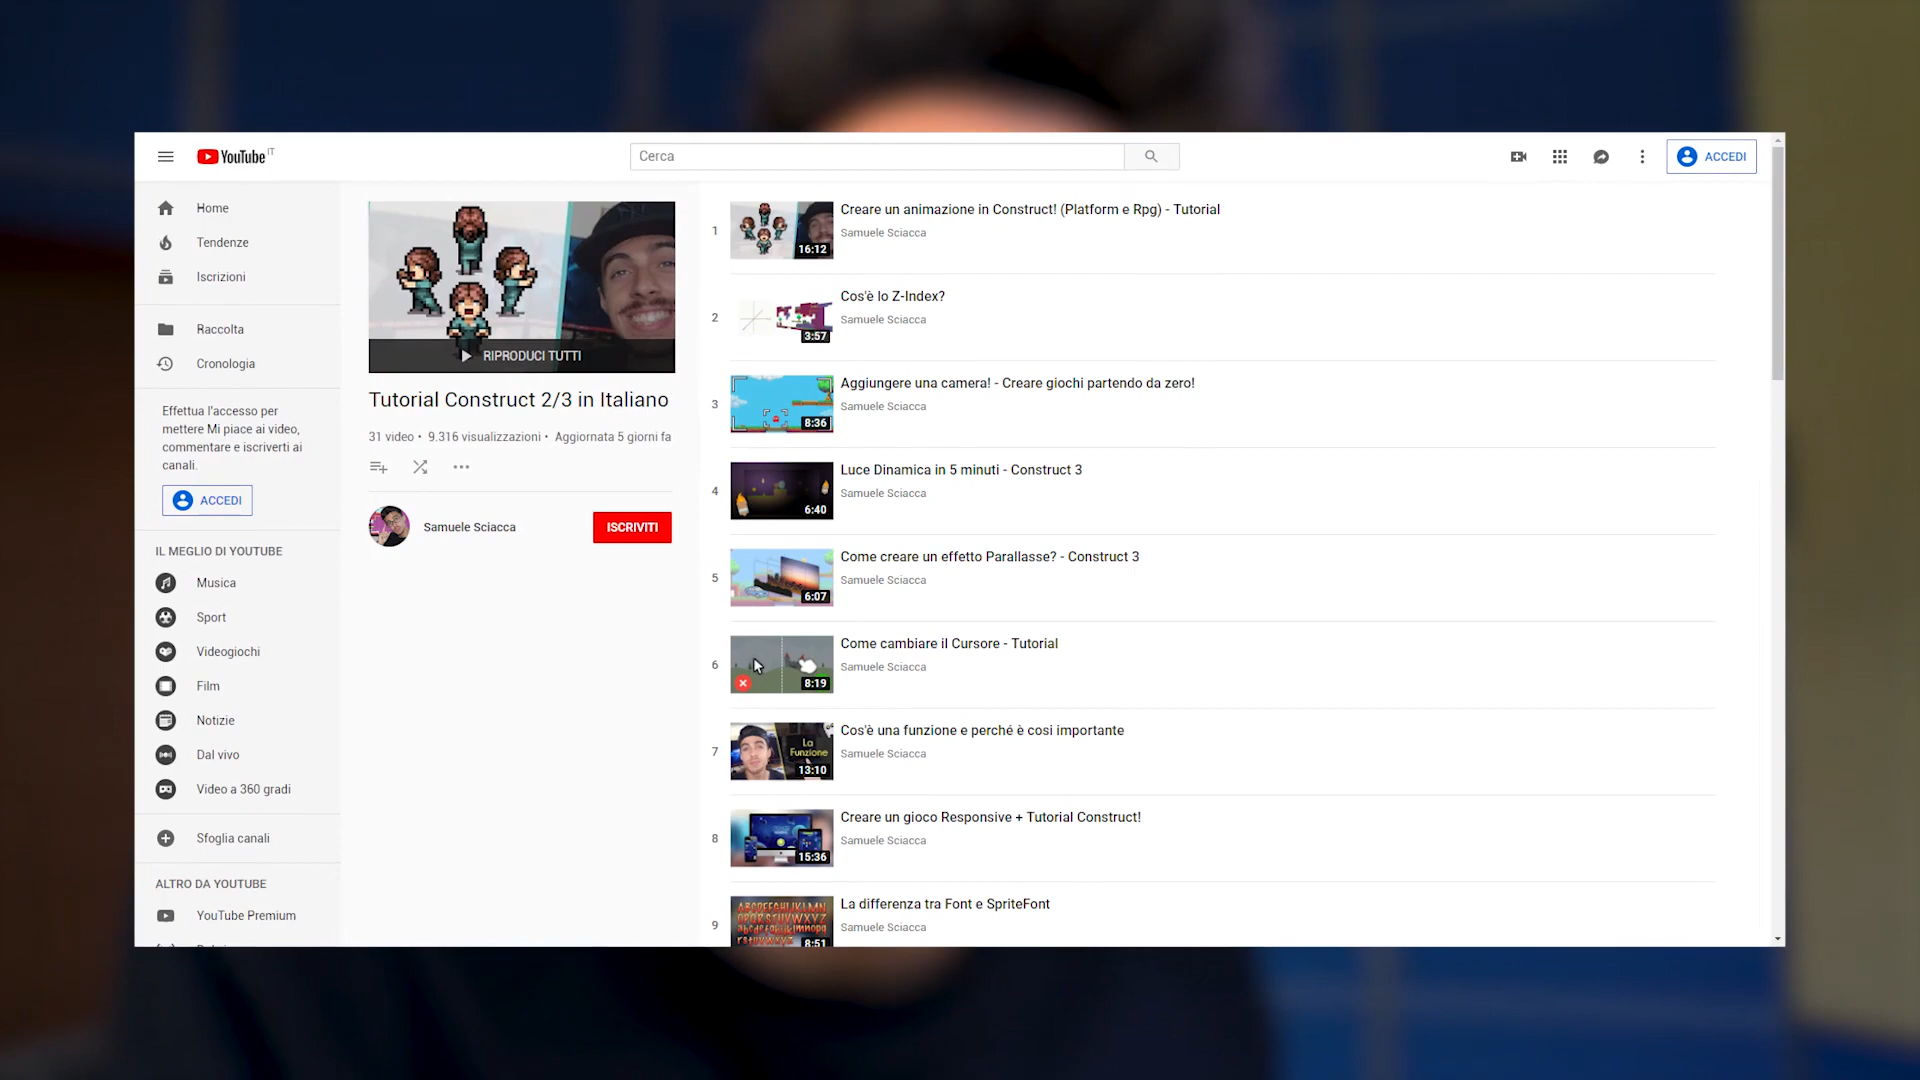 YouTube IT
Cerca
ACCEDI
Home
Tendenze
Iscrizioni
Raccolta
Cronologia
Effettua l'accesso per
mettere Mi piace ai video,
commentare e iscriverti ai
canali.
ACCEDI
IL MEGLIO DI YOUTUBE
Musica
Sport
Videogiochi
Film
Notizie
Dal vivo
Video a 360 gradi
Sfoglia canali
ALTRO DA YOUTUBE
YouTube Premium
RIPRODUCI TUTTI
Tutorial Construct 2/3 in Italiano
31 video • 9.316 visualizzazioni • Aggiornata 5 giorni fa
Samuele Sciacca
ISCRIVITI
1
16:12
Creare un animazione in Construct! (Platform e Rpg) - Tutorial
Samuele Sciacca
2
3:57
Cos'è lo Z-Index?
Samuele Sciacca
3
8:36
Aggiungere una camera! - Creare giochi partendo da zero!
Samuele Sciacca
4
6:40
Luce Dinamica in 5 minuti - Construct 3
Samuele Sciacca
5
6:07
Come creare un effetto Parallasse? - Construct 3
Samuele Sciacca
6
8:19
Come cambiare il Cursore - Tutorial
Samuele Sciacca
7
La
Funzione
13:10
Cos'è una funzione e perché è cosi importante
Samuele Sciacca
8
15:36
Creare un gioco Responsive + Tutorial Construct!
Samuele Sciacca
9
8:51
La differenza tra Font e SpriteFont
Samuele Sciacca